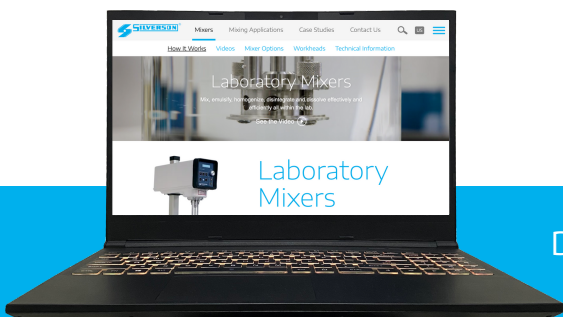 SILVERSON
Mixers Mixing Applications Case Studies Contact Us US
How It Works Videos Mixer Options Workheads Technical Information
Laboratory Mixers
Mix, emulsify, homogenize, disintegrate and dissolve effectively and
efficiently all within the lab.
See the Video
Laboratory
Mixers
D